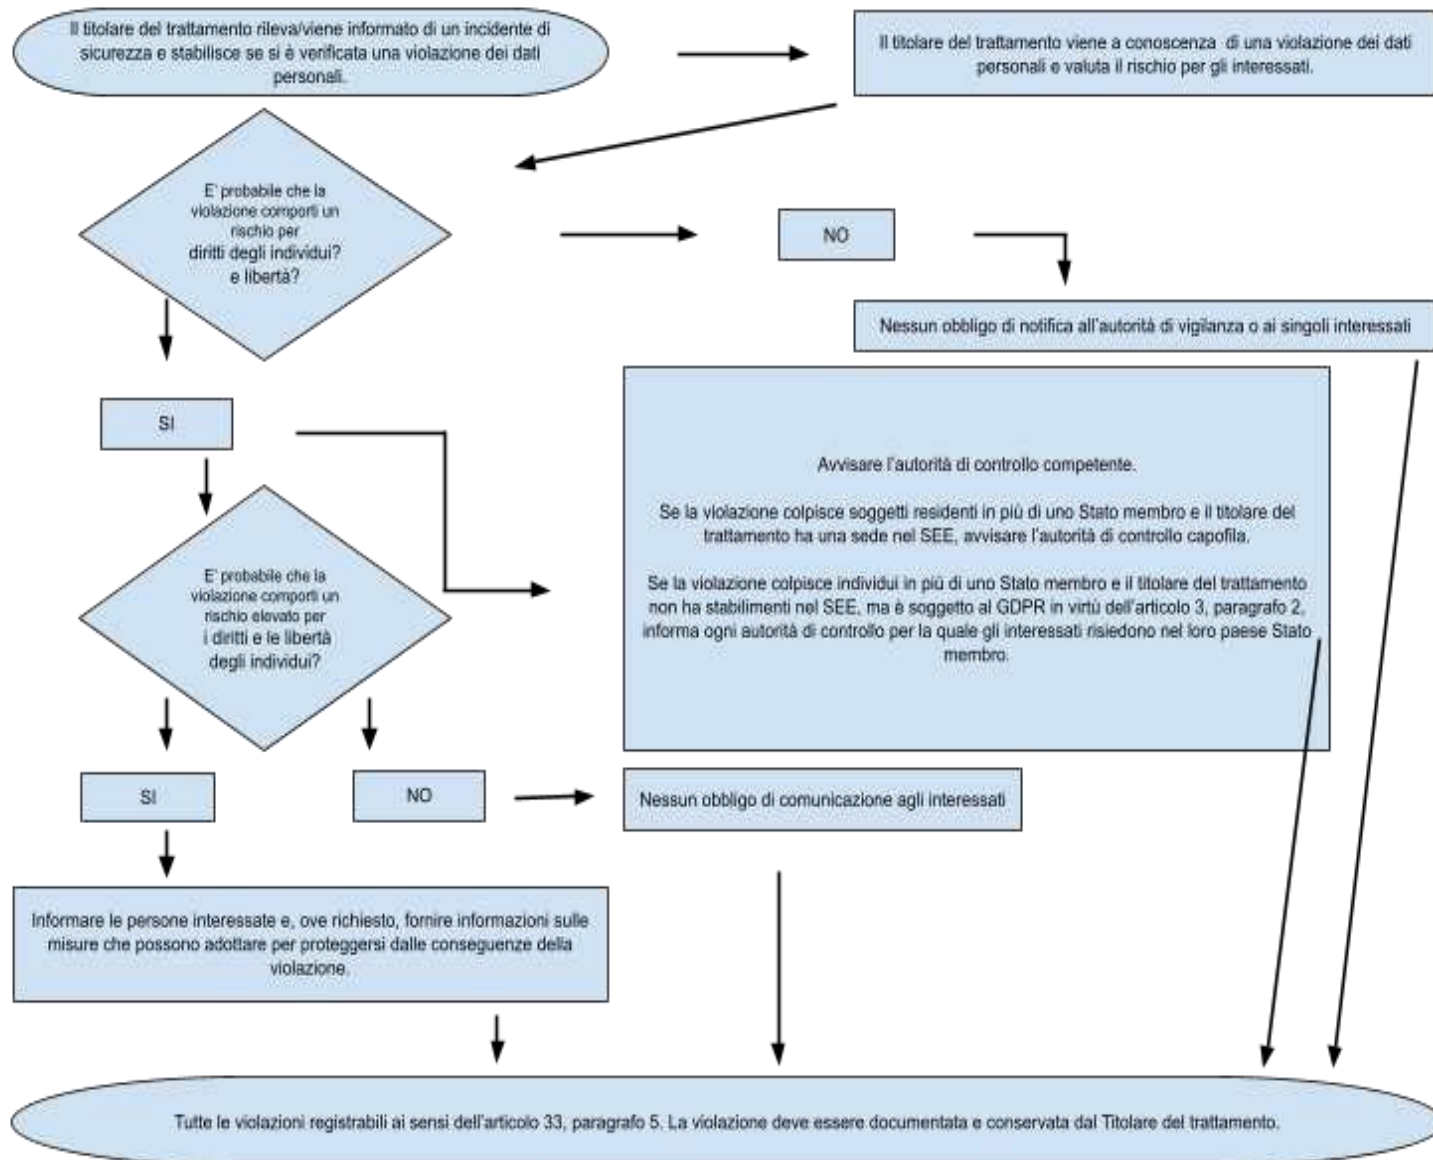 Il titolare del trattamento rileva/viene informato di un incidente di
sicurezza e stabilisce se si è verificata una violazione dei dati
personali.
Il titolare del trattamento viene a conoscenza di una violazione dei dati
personali e valuta il rischio per gli interessati.
E' probabile che la
violazione comporti un
rischio per
diritti degli individui?
e libertà?
NO
Nessun obbligo di notifica all'autorità di vigilanza o ai singoli interessati
SI
Avvisare l'autorità di controllo competente.
Se la violazione colpisce soggetti residenti in più di uno Stato membro e il titolare del
trattamento ha una sede nel SEE, avvisare l'autorità di controllo capofila.
Se la violazione colpisce individui in più di uno Stato membro e il titolare del trattamento
non ha stabilimenti nel SEE, ma è soggetto al GDPR in virtù dell'articolo 3, paragrafo 2,
informa ogni autorità di controllo per la quale gli interessati risiedono nel loro paese Stato
membro.
E' probabile che la
violazione comporti un
rischio elevato per
i diritti e le libertà
degli individui?
SI
NO
Nessun obbligo di comunicazione agli interessati
Informare le persone interessate e, ove richiesto, fornire informazioni sulle
misure che possono adottare per proteggersi dalle conseguenze della
violazione.
Tutte le violazioni registrabili ai sensi dell'articolo 33, paragrafo 5. La violazione deve essere documentata e conservata dal Titolare del trattamento.